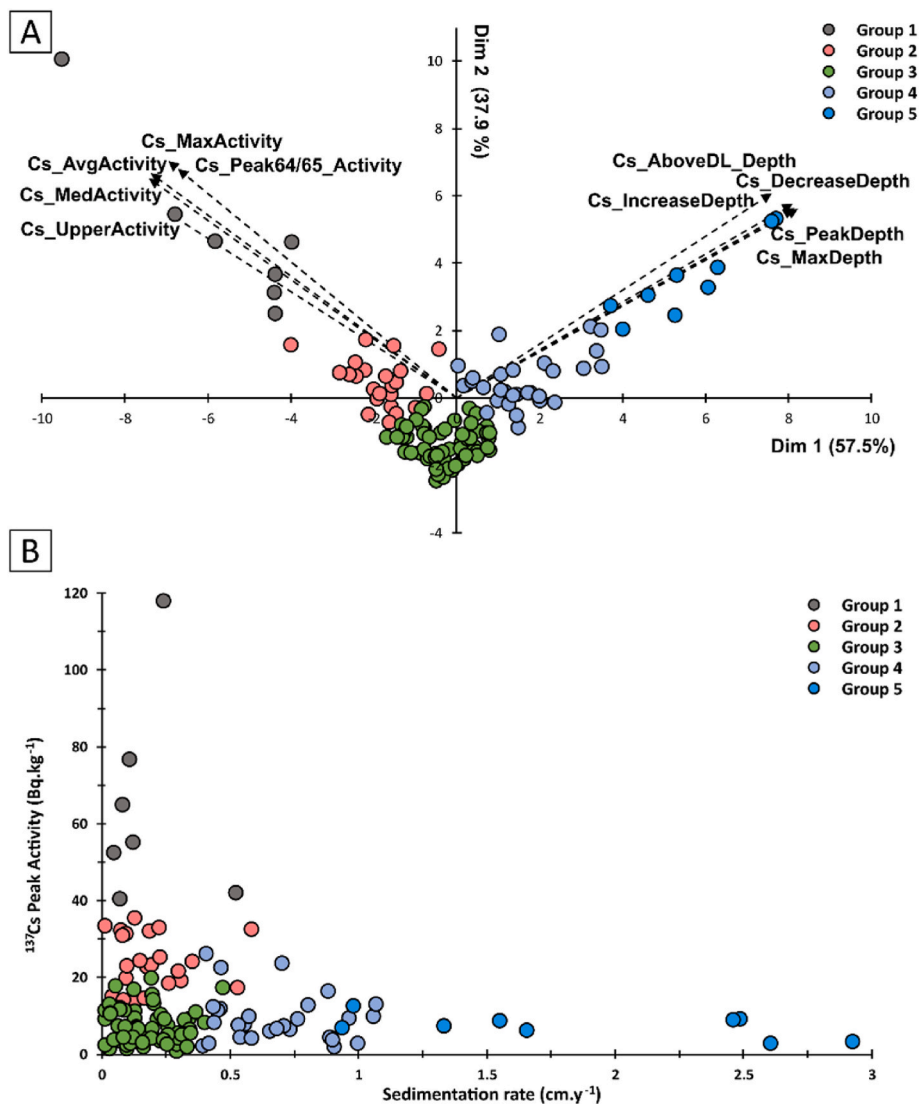 A
Dim 2 (37.9 %)
Group 1
Group 2
Group 3
Group 4
Group 5
10
8
6
4
2
0
-4
Cs_MaxActivity
Cs_AvgActivity
Cs_Peak64/65_Activity
Cs_MedActivity
Cs_UpperActivity
Cs_AboveDL_Depth
Cs_DecreaseDepth
Cs_IncreaseDepth
Cs_PeakDepth
Cs_MaxDepth
-10 -8 -6 -4 -2 0 2 4 6 8 10
Dim 1 (57.5%)
B
120
100
80
60
40
20
0
¹³⁷Cs Peak Activity (Bq.kg⁻¹)
Group 1
Group 2
Group 3
Group 4
Group 5
0 0.5 1 1.5 2 2.5 3
Sedimentation rate (cm.y⁻¹)